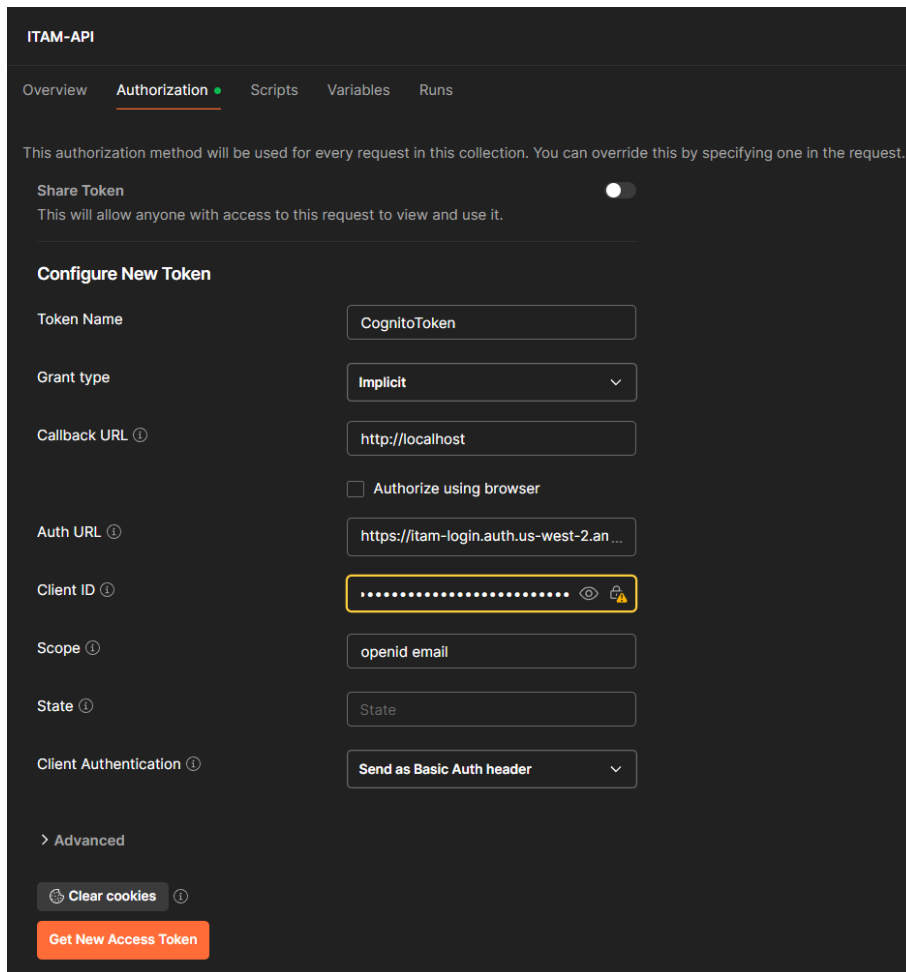 ITAM-API
Overview Authorization Scripts Variables Runs
This authorization method will be used for every request in this collection. You can override this by specifying one in the request.
Share Token
This will allow anyone with access to this request to view and use it.
Configure New Token
Token Name CognitoToken
Grant type Implicit
Callback URL http://localhost
Authorize using browser
Auth URL https://itam-login.auth.us-west-2.an...
Client ID ••••••••••••••••••••••••••••
Scope openid email
State State
Client Authentication Send as Basic Auth header
Advanced
Clear cookies
Get New Access Token